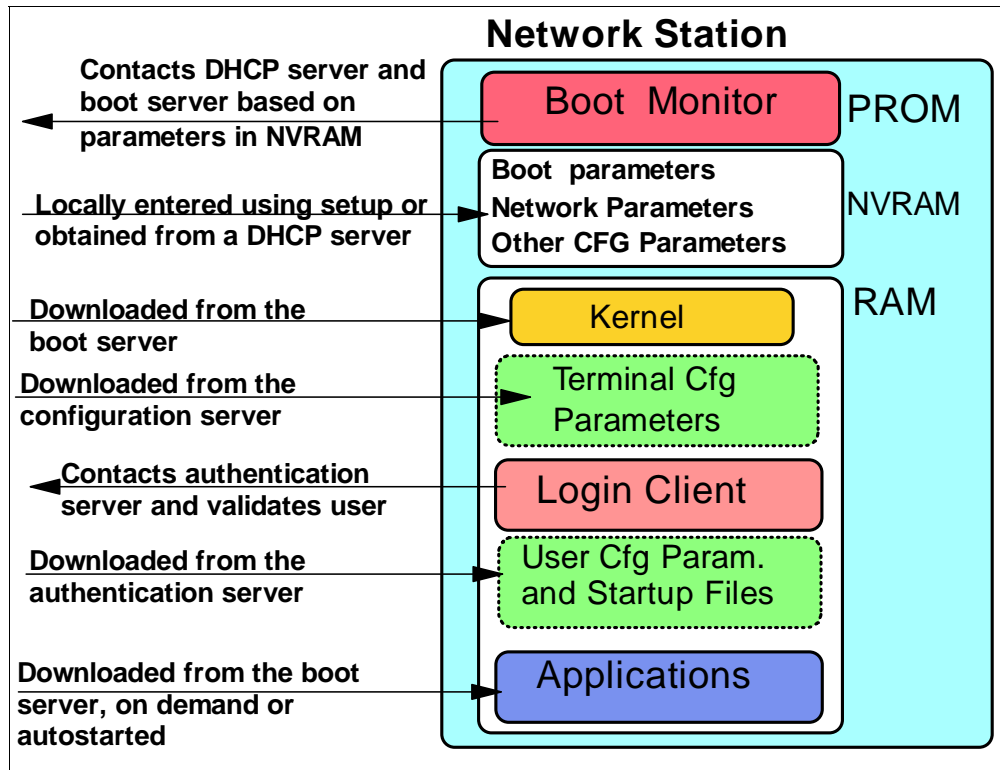 Network Station
Contacts DHCP server and
boot server based on
parameters in NVRAM
Boot Monitor
PROM
Boot parameters
Network Parameters
Other CFG Parameters
NVRAM
Locally entered using setup or
obtained from a DHCP server
RAM
Downloaded from the
boot server
Kernel
Downloaded from the
configuration server
Terminal Cfg
Parameters
Contacts authentication
server and validates user
Login Client
Downloaded from the
authentication server
User Cfg Param.
and Startup Files
Downloaded from the boot
server, on demand or
autostarted
Applications